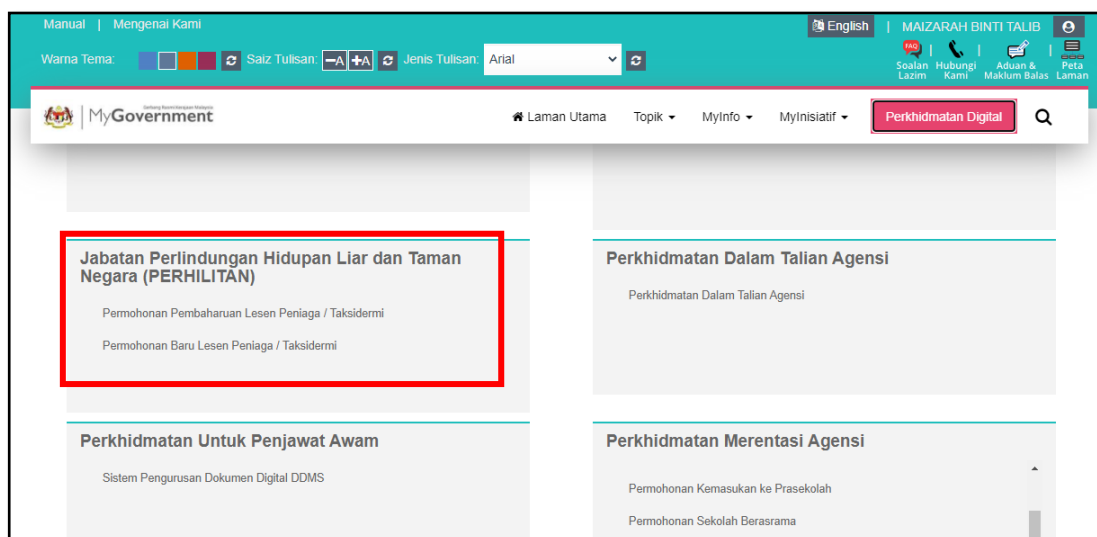 Manual | Mengenai Kami
English | MAIZARAH BINTI TALIB
Warna Tema: Saiz Tulisan: -A +A Jenis Tulisan: Arial
FAQ
Soalan Lazim
Hubungi Kami
Aduan & Maklum Balas
Peta Laman
MyGovernment
Laman Utama Topik MyInfo MyInisiatif Perkhidmatan Digital
Jabatan Perlindungan Hidupan Liar dan Taman
Negara (PERHILITAN)
Permohonan Pembaharuan Lesen Peniaga / Taksidermi
Permohonan Baru Lesen Peniaga / Taksidermi
Perkhidmatan Dalam Talian Agensi
Perkhidmatan Dalam Talian Agensi
Perkhidmatan Untuk Penjawat Awam
Sistem Pengurusan Dokumen Digital DDMS
Perkhidmatan Merentasi Agensi
Permohonan Kemasukan ke Prasekolah
Permohonan Sekolah Berasrama